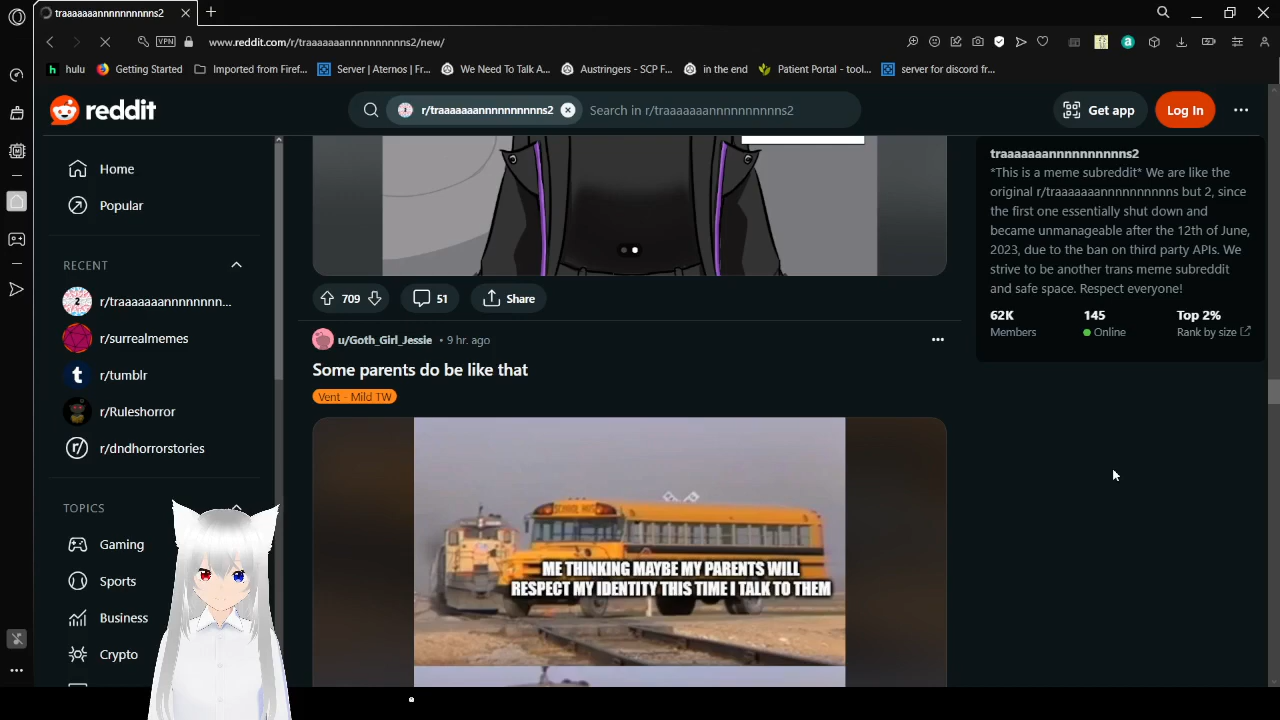 traaaaaaannnnnnnnnns2
VPN
www.reddit.com/r/traaaaaaannnnnnnnnns2/new/
hulu
Getting Started
Imported from Firef...
Server | Aternos | Fr...
We Need To Talk A...
Austringers - SCP F...
in the end
Patient Portal - tool...
server for discord fr...
reddit
r/traaaaaaannnnnnnnnns2
Search in r/traaaaaaannnnnnnnnns2
Get app
Log In
Home
Popular
RECENT
r/traaaaaaannnnnnn...
r/surrealmemes
r/tumblr
r/Ruleshorror
r/dndhorrorstories
TOPICS
Gaming
Sports
Business
Crypto
709
51
Share
u/Goth_Girl_Jessie • 9 hr. ago
Some parents do be like that
Vent - Mild TW
SCHOOL BUS
ME THINKING MAYBE MY PARENTS WILL
RESPECT MY IDENTITY THIS TIME I TALK TO THEM
traaaaaaannnnnnnnnns2
*This is a meme subreddit* We are like the
original r/traaaaaaannnnnnnnnns but 2, since
the first one essentially shut down and
became unmanageable after the 12th of June,
2023, due to the ban on third party APIs. We
strive to be another trans meme subreddit
and safe space. Respect everyone!
62K
Members
145
Online
Top 2%
Rank by size